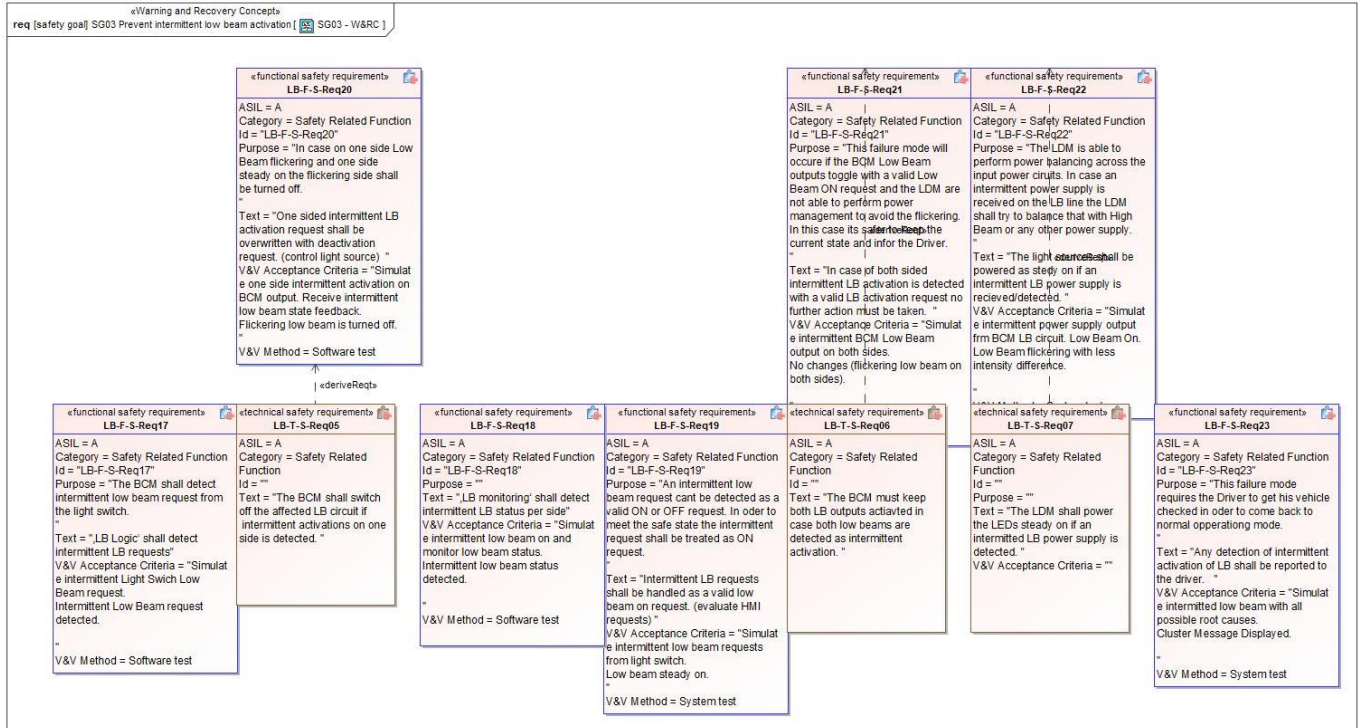 «Warning and Recovery Concept»
req [safety goal] SG03 Prevent intermittent low beam activation [ SG03 - W&RC ]
«functional safety requirement»
LB-F-S-Req20
ASIL = A
Category = Safety Related Function
Id = "LB-F-S-Req20"
Purpose = "In case on one side Low
Beam flickering and one side
steady on the flickering side shall
be turned off.
"
Text = "One sided intermittent LB
activation request shall be
overwritten with deactivation
request. (control light source)  "
V&V Acceptance Criteria = "Simulat
e one side intermittent activation on
BCM output. Receive intermittent
low beam state feedback.
Flickering low beam is turned off.
"
V&V Method = Software test
«deriveReqt»
«functional safety requirement»
LB-F-S-Req21
ASIL = A
Category = Safety Related Function
Id = "LB-F-S-Req21"
Purpose = "This failure mode will
occure if the BCM Low Beam
outputs toggle with a valid Low
Beam ON request and the LDM are
not able to perform power
management to avoid the flickering.
In this case its safer to keep the
current state and infor the Driver.
"
Text = "In case of both sided
intermittent LB activation is detected
with a valid LB activation request no
further action must be taken.  "
V&V Acceptance Criteria = "Simulat
e intermittent BCM Low Beam
output on both sides.
No changes (flickering low beam on
both sides).
"
«deriveReqt»
«functional safety requirement»
LB-F-S-Req22
ASIL = A
Category = Safety Related Function
Id = "LB-F-S-Req22"
Purpose = "The LDM is able to
perform power balancing across the
input power ciruits. In case an
intermittent power supply is
received on the LB line the LDM
shall try to balance that with High
Beam or any other power supply.
"
Text = "The light sources shall be
powered as stedy on if an
intermittent LB power supply is
recieved/detected. "
V&V Acceptance Criteria = "Simulat
e intermittent power supply output
frm BCM LB circuit. Low Beam On.
Low Beam flickering with less
intensity difference.
"
«deriveReqt»
«functional safety requirement»
LB-F-S-Req17
ASIL = A
Category = Safety Related Function
Id = "LB-F-S-Req17"
Purpose = "The BCM shall detect
intermittent low beam request from
the light switch.
"
Text = "‚LB Logic‘ shall detect
intermittent LB requests"
V&V Acceptance Criteria = "Simulat
e intermittent Light Swich Low
Beam request.
Intermittent Low Beam request
detected.
"
V&V Method = Software test
«technical safety requirement»
LB-T-S-Req05
ASIL = A
Category = Safety Related
Function
Id = ""
Text = "The BCM shall switch
off the affected LB circuit if
intermittent activations on one
side is detected. "
«functional safety requirement»
LB-F-S-Req18
ASIL = A
Category = Safety Related Function
Id = "LB-F-S-Req18"
Purpose = ""
Text = "‚LB monitoring‘ shall detect
intermittent LB status per side"
V&V Acceptance Criteria = "Simulat
e intermittent low beam on and
monitor low beam status.
Intermittent low beam status
detected.
"
V&V Method = Software test
«functional safety requirement»
LB-F-S-Req19
ASIL = A
Category = Safety Related Function
Id = "LB-F-S-Req19"
Purpose = "An intermittent low
beam request cant be detected as a
valid ON or OFF request. In oder to
meet the safe state the intermittent
request shall be treated as ON
request.
"
Text = "Intermittent LB requests
shall be handled as a valid low
beam on request. (evaluate HMI
requests) "
V&V Acceptance Criteria = "Simulat
e intermittent low beam requests
from light switch.
Low beam steady on.
"
V&V Method = System test
«technical safety requirement»
LB-T-S-Req06
ASIL = A
Category = Safety Related
Function
Id = ""
Text = "The BCM must keep
both LB outputs actiavted in
case both low beams are
detected as intermittent
activation. "
«technical safety requirement»
LB-T-S-Req07
ASIL = A
Category = Safety Related
Function
Id = ""
Purpose = ""
Text = "The LDM shall power
the LEDs steady on if an
intermitted LB power supply is
detected. "
V&V Acceptance Criteria = ""
«functional safety requirement»
LB-F-S-Req23
ASIL = A
Category = Safety Related Function
Id = "LB-F-S-Req23"
Purpose = "This failure mode
requires the Driver to get his vehicle
checked in oder to come back to
normal opperationg mode.
"
Text = "Any detection of intermittent
activation of LB shall be reported to
the driver.  "
V&V Acceptance Criteria = "Simulat
e intermitted low beam with all
possible root causes.
Cluster Message Displayed.
"
V&V Method = System test